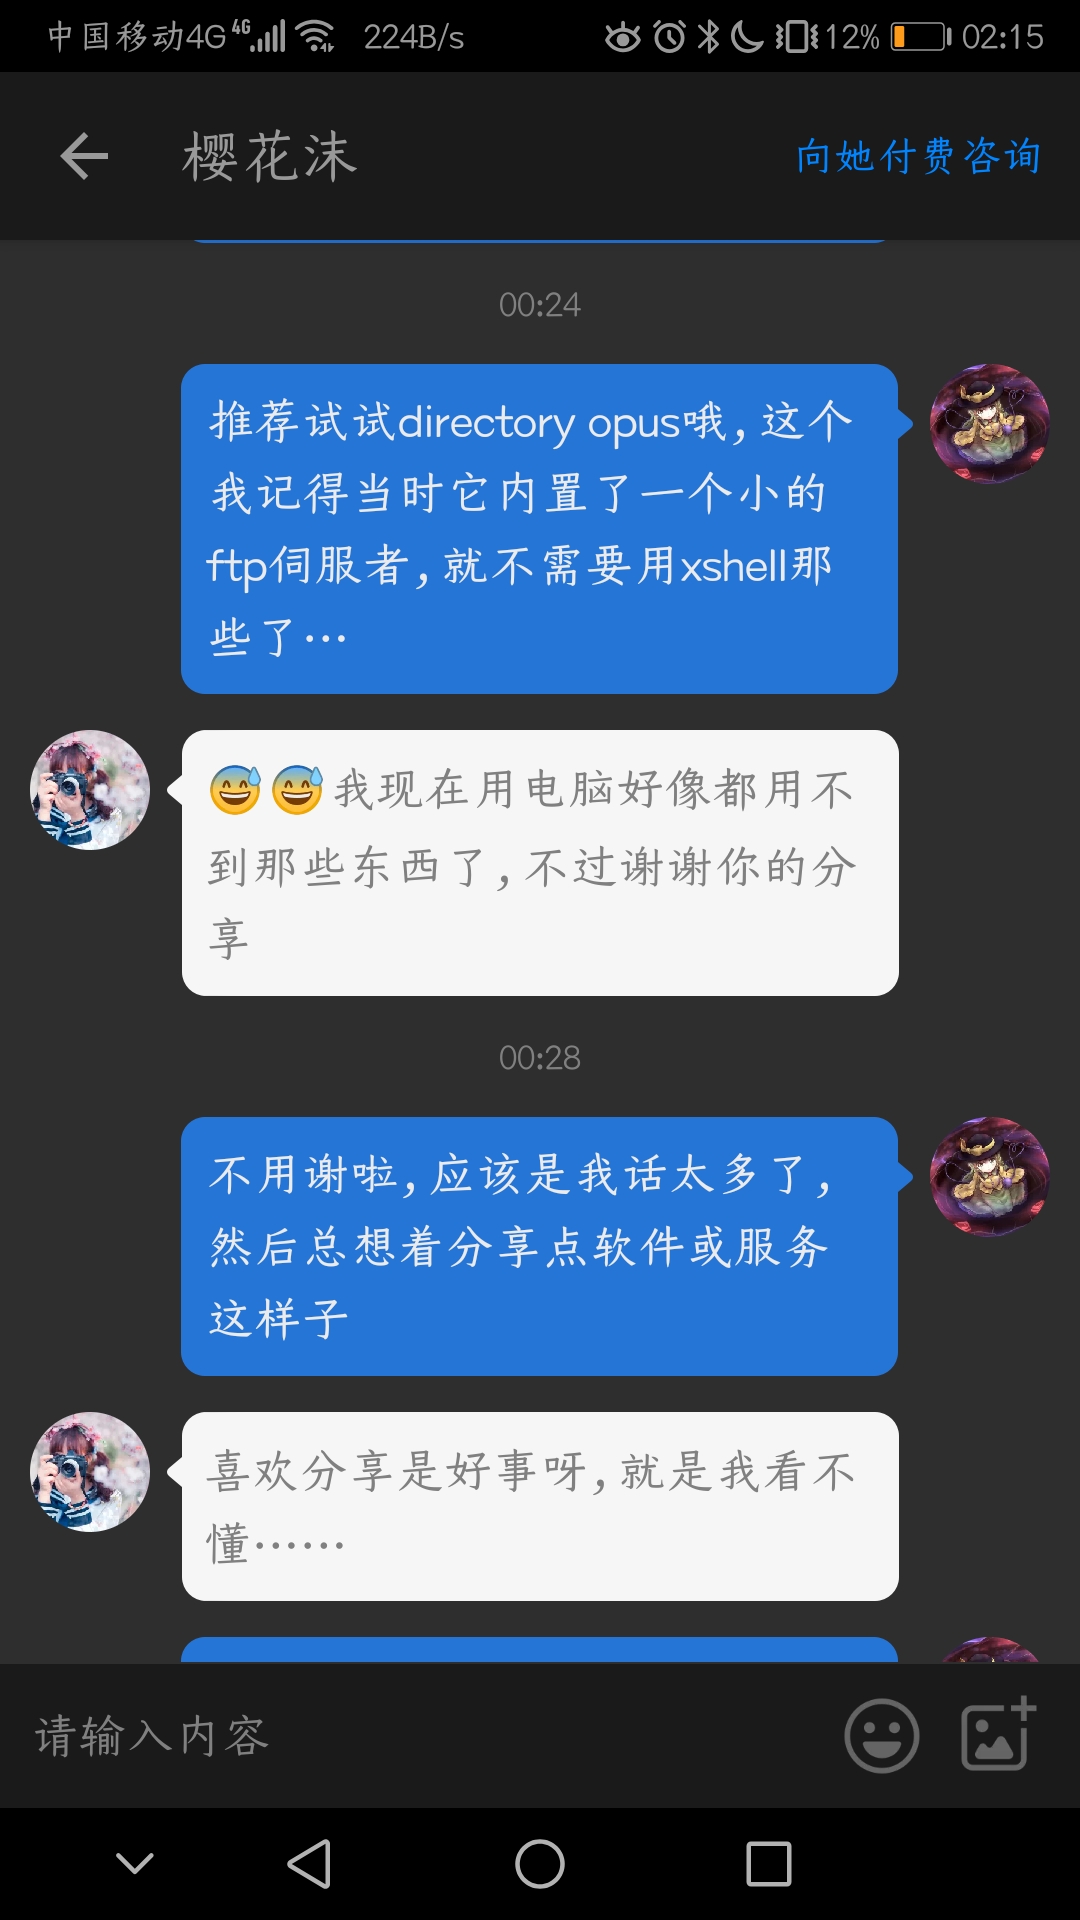 中国移动4G 4G 224B/s 12% 02:15
樱花沫 向她付费咨询
00:24
推荐试试directory opus哦,这个
我记得当时它内置了一个小的
ftp伺服者,就不需要用xshell那
些了…
😅😅我现在用电脑好像都用不
到那些东西了,不过谢谢你的分
享
00:28
不用谢啦,应该是我话太多了,
然后总想着分享点软件或服务
这样子
喜欢分享是好事呀,就是我看不
懂……
请输入内容